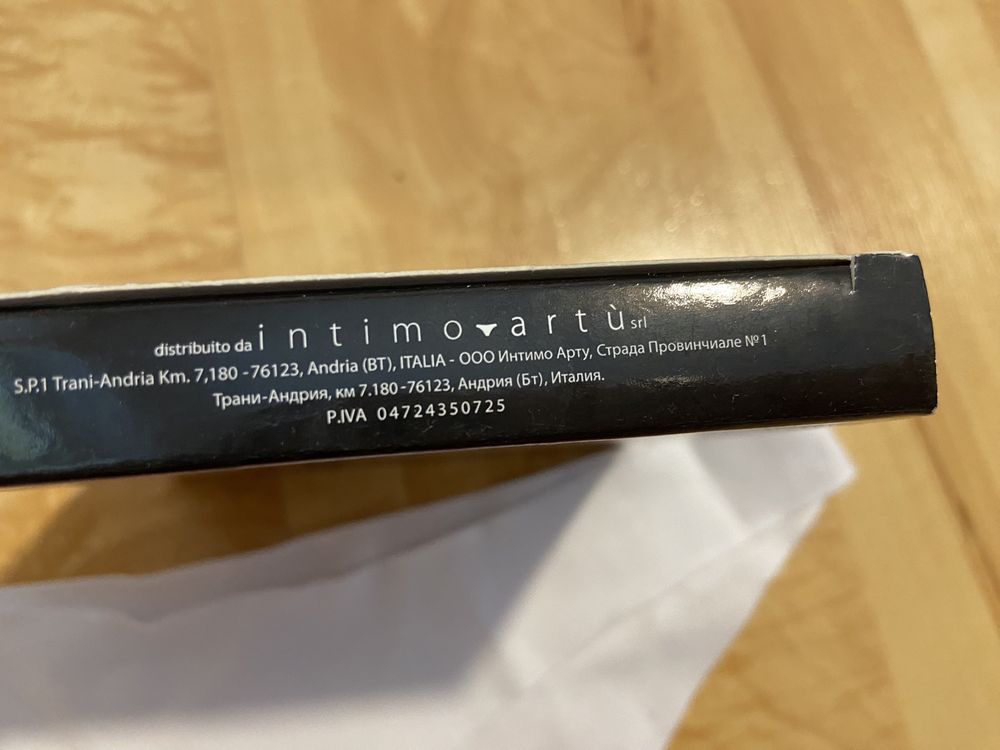 distribuito da intimo artù srl
S.P.1 Trani-Andria Km. 7,180 -76123, Andria (BT), ITALIA - ООО Интимо Арту, Страда Провинчиале №1
Трани-Андрия, км 7.180-76123, Андрия (Бт), Италия.
P.IVA 04724350725